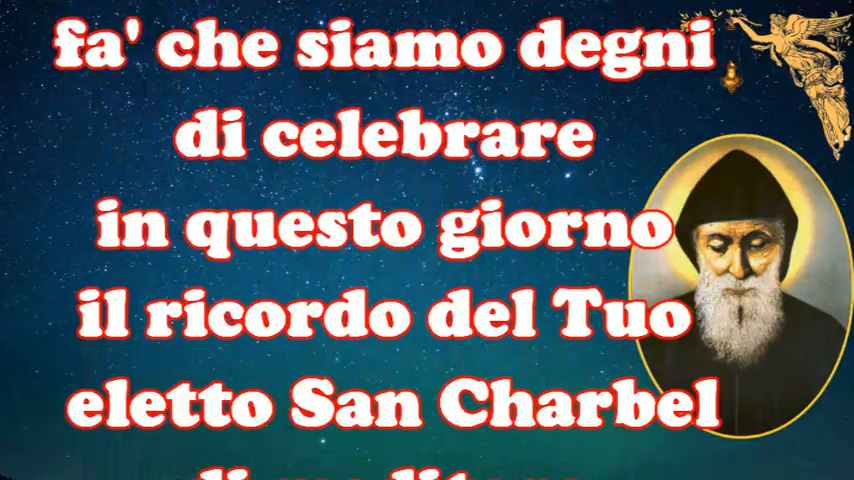 fa' che siamo degni
di celebrare
in questo giorno
il ricordo del Tuo
eletto San Charbel